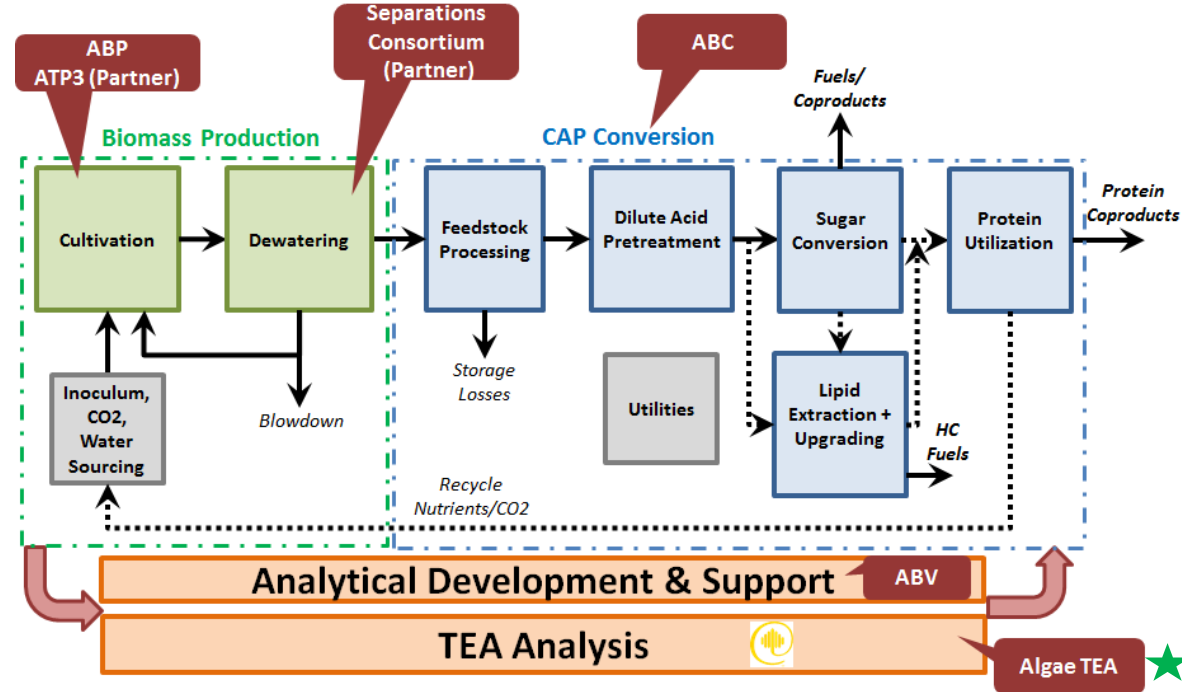 ABP
ATP3 (Partner)
Separations
Consortium
(Partner)
ABC
Fuels/
Coproducts
Biomass Production
CAP Conversion
Cultivation
Dewatering
Feedstock
Processing
Dilute Acid
Pretreatment
Sugar
Conversion
Protein
Utilization
Protein
Coproducts
Inoculum,
CO2,
Water
Sourcing
Blowdown
Storage
Losses
Utilities
Lipid
Extraction +
Upgrading
HC
Fuels
Recycle
Nutrients/CO2
Analytical Development & Support
ABV
TEA Analysis
Algae TEA